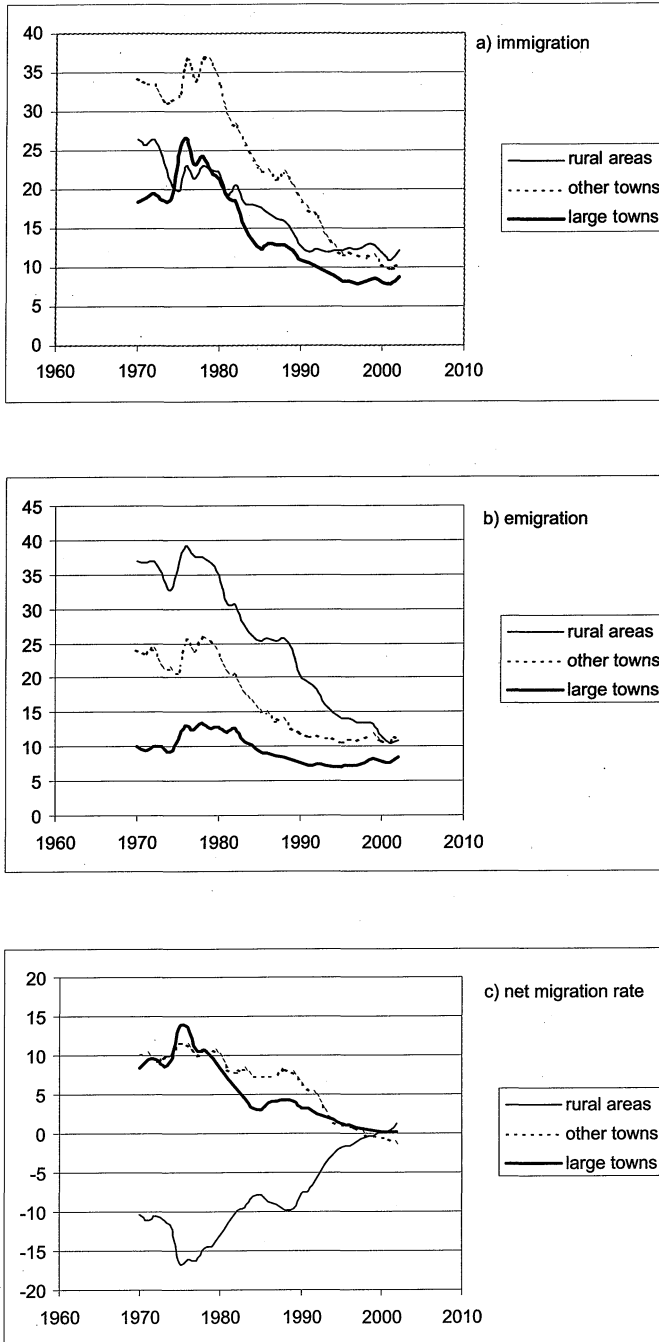 a) immigration
40
35
30
25
20
15
10
5
0
1960 1970 1980 1990 2000 2010
rural areas
other towns
large towns
b) emigration
45
40
35
30
25
20
15
10
5
0
1960 1970 1980 1990 2000 2010
rural areas
other towns
large towns
c) net migration rate
20
15
10
5
0
-5
-10
-15
-20
1960 1970 1980 1990 2000 2010
rural areas
other towns
large towns